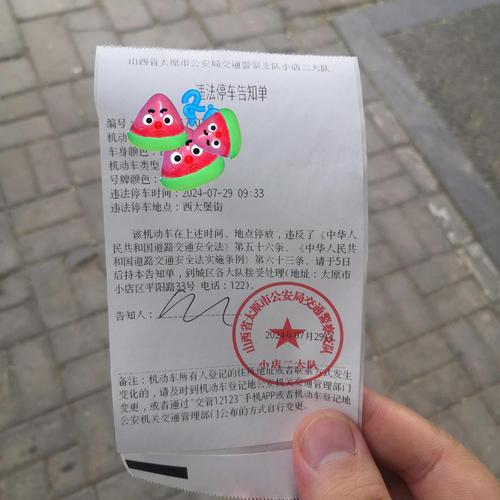 山西省太原市公安局交通警察支队小店二大队
违法停车告知单
编号:
机动
车身颜色:
机动车类型
号牌颜色:
违法停车时间:2024-07-29 09:33
违法停车地点:西太堡街
该机动车在上述时间、地点停放,违反了《中华人
民共和国道路交通安全法》第五十六条、《中华人民共
和国道路交通安全法实施条例》第六十三条、请于5日
后持本告知单,到城区各大队接受处理(地址:太原市
小店区平阳路33号 电话:122)。
告知人:
山西省太原市公安局交通警察支队
小店二大队
2024年07月29日
备注:机动车所有人登记的住所地址或者联系方式发生
变化的,请及时到机动车登记地公安机关交通管理部门
变更,或者通过"交管12123"手机APP或者机动车登记地
公安机关交通管理部门公布的方式自行变更。